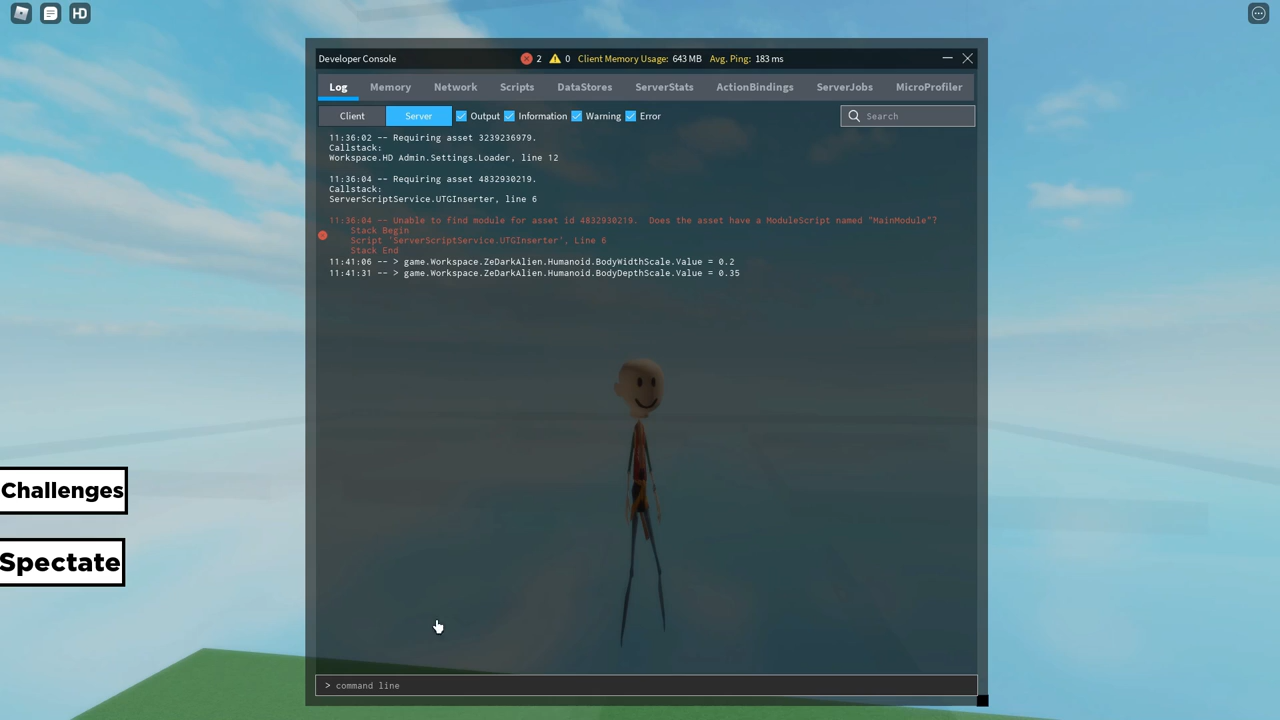 HD
Developer Console 2 0 Client Memory Usage: 643 MB Avg. Ping: 183 ms
Log Memory Network Scripts DataStores ServerStats ActionBindings ServerJobs MicroProfiler
Client Server Output Information Warning Error Search
11:36:02 -- Requiring asset 3239236979.
Callstack:
Workspace.HD Admin.Settings.Loader, line 12
11:36:04 -- Requiring asset 4832930219.
Callstack:
ServerScriptService.UTGInserter, line 6
11:36:04 -- Unable to find module for asset id 4832930219.  Does the asset have a ModuleScript named "MainModule"?
Stack Begin
Script 'ServerScriptService.UTGInserter', Line 6
Stack End
11:41:06 -- > game.Workspace.ZeDarkAlien.Humanoid.BodyWidthScale.Value = 0.2
11:41:31 -- > game.Workspace.ZeDarkAlien.Humanoid.BodyDepthScale.Value = 0.35
Challenges
Spectate
> command line